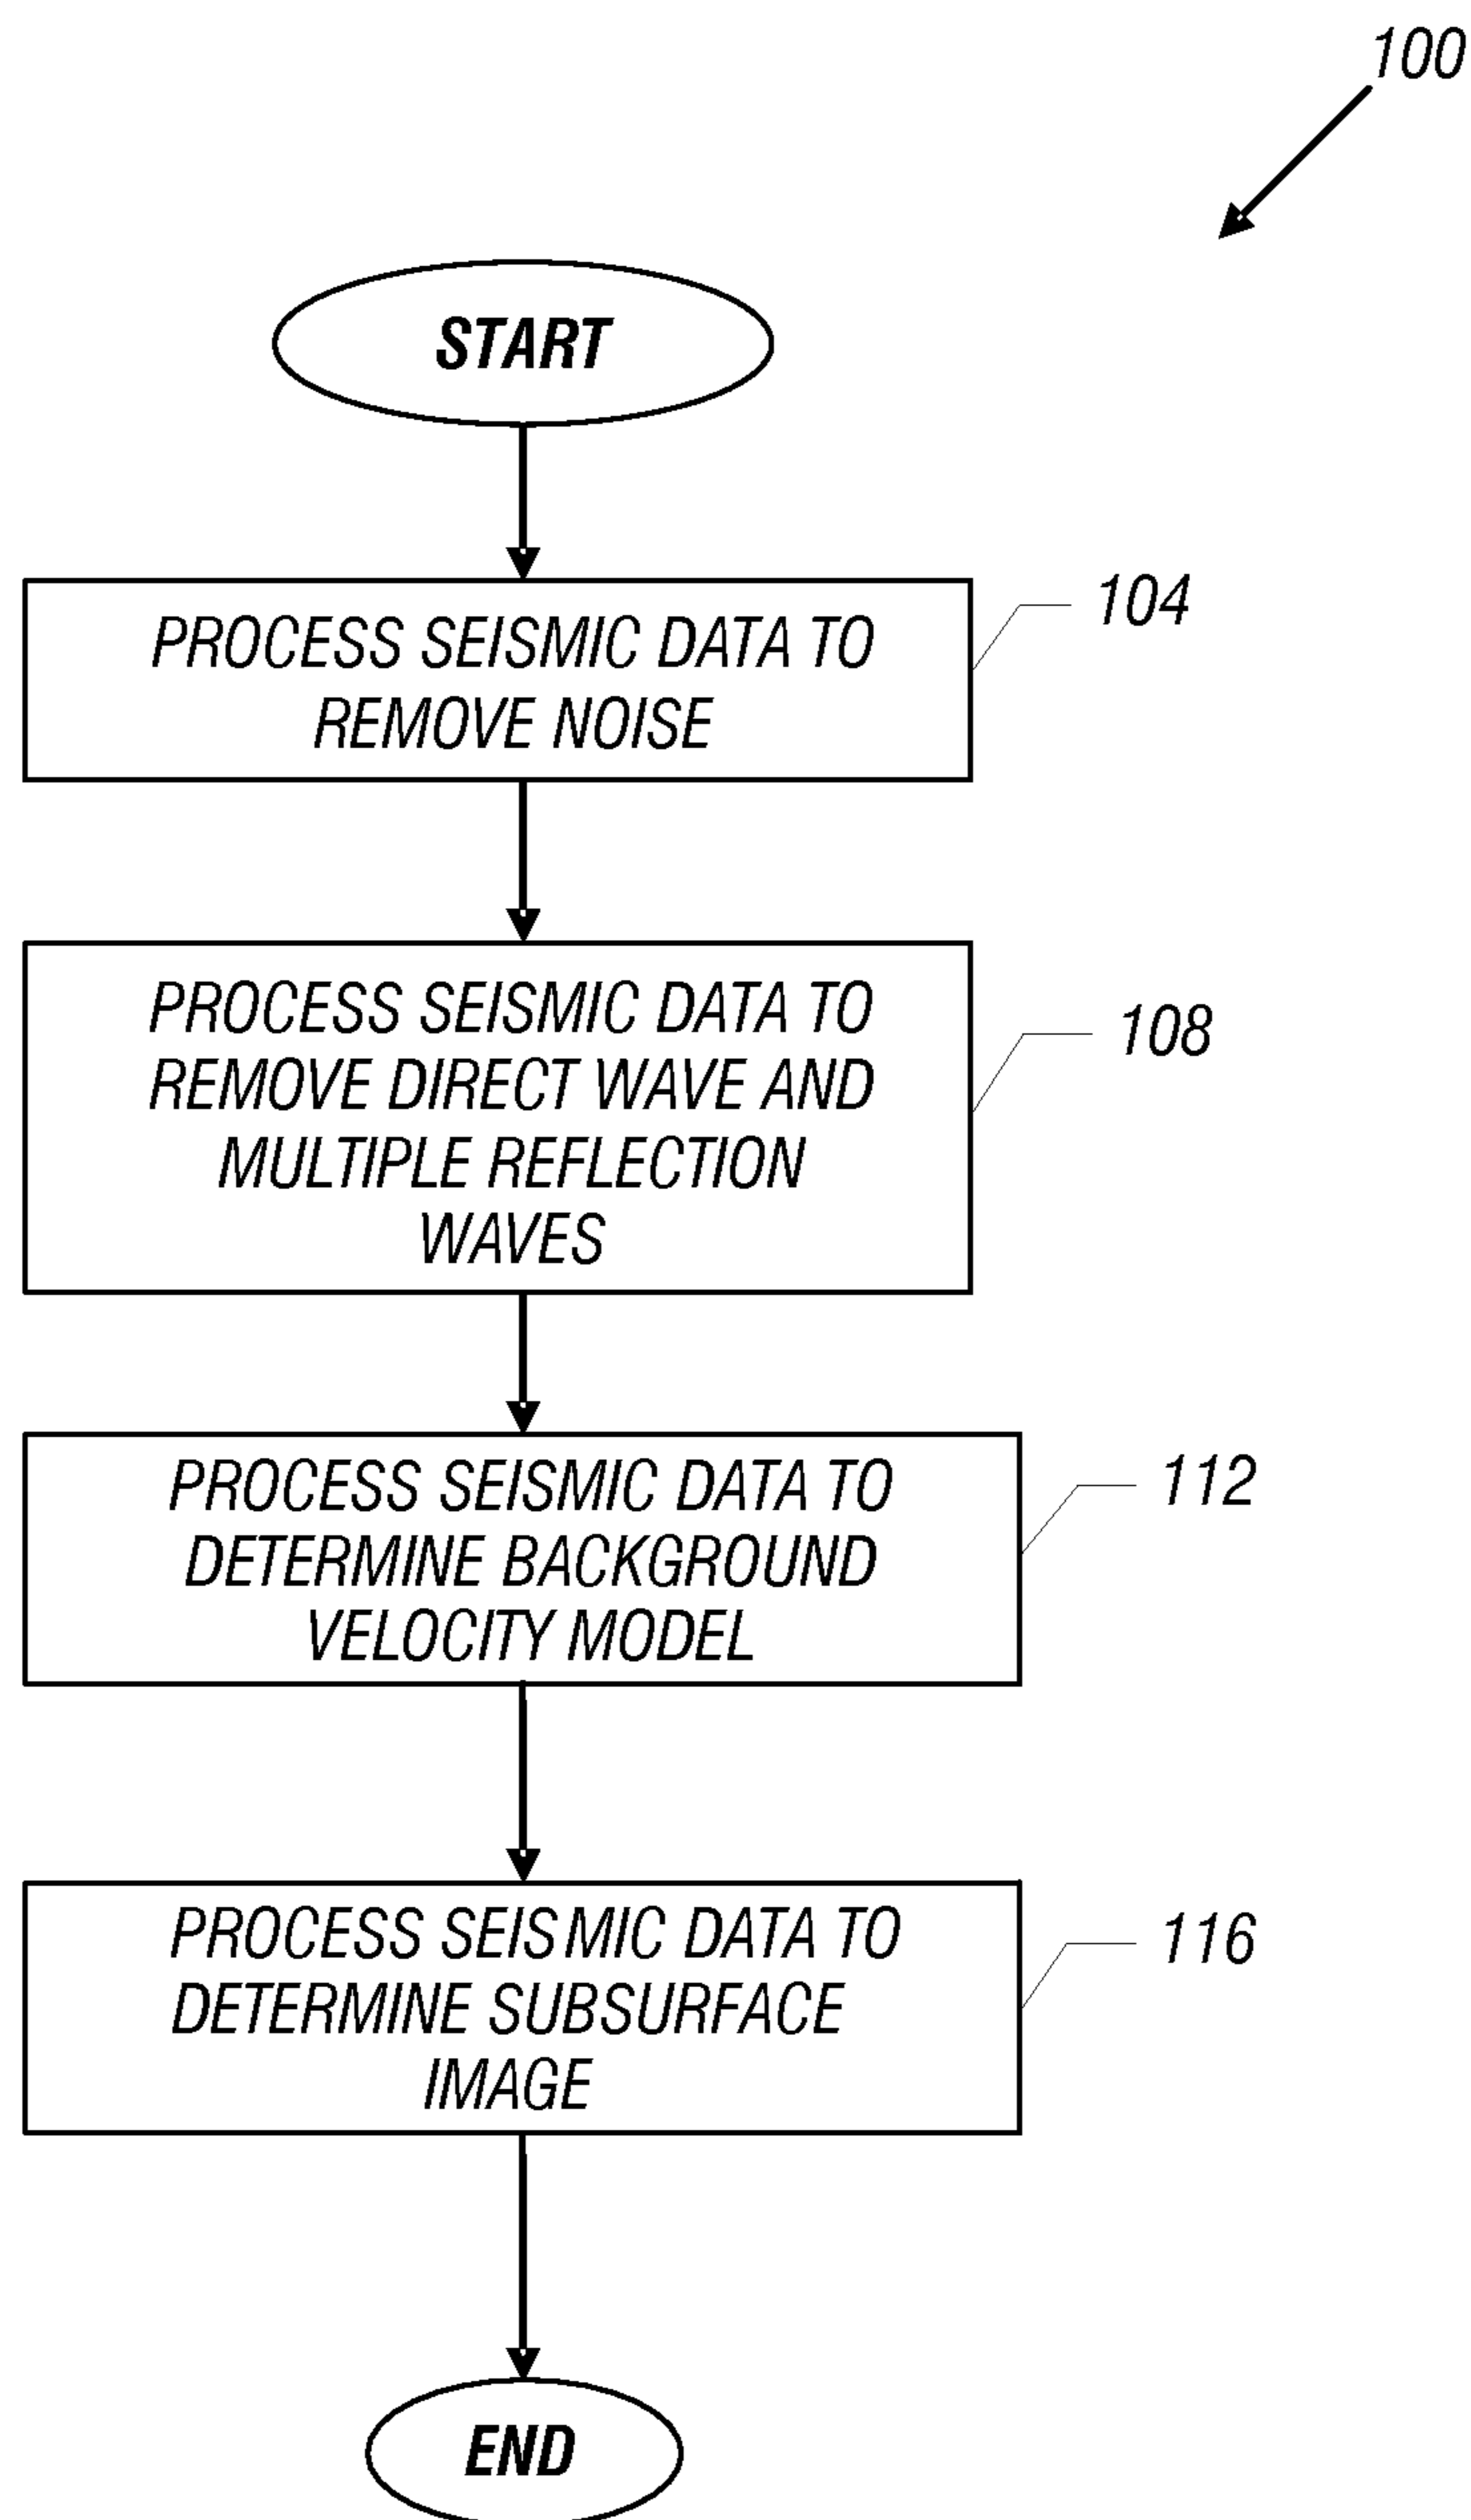 100
START
PROCESS SEISMIC DATA TO
REMOVE NOISE
104
PROCESS SEISMIC DATA TO
REMOVE DIRECT WAVE AND
MULTIPLE REFLECTION
WAVES
108
PROCESS SEISMIC DATA TO
DETERMINE BACKGROUND
VELOCITY MODEL
112
PROCESS SEISMIC DATA TO
DETERMINE SUBSURFACE
IMAGE
116
END